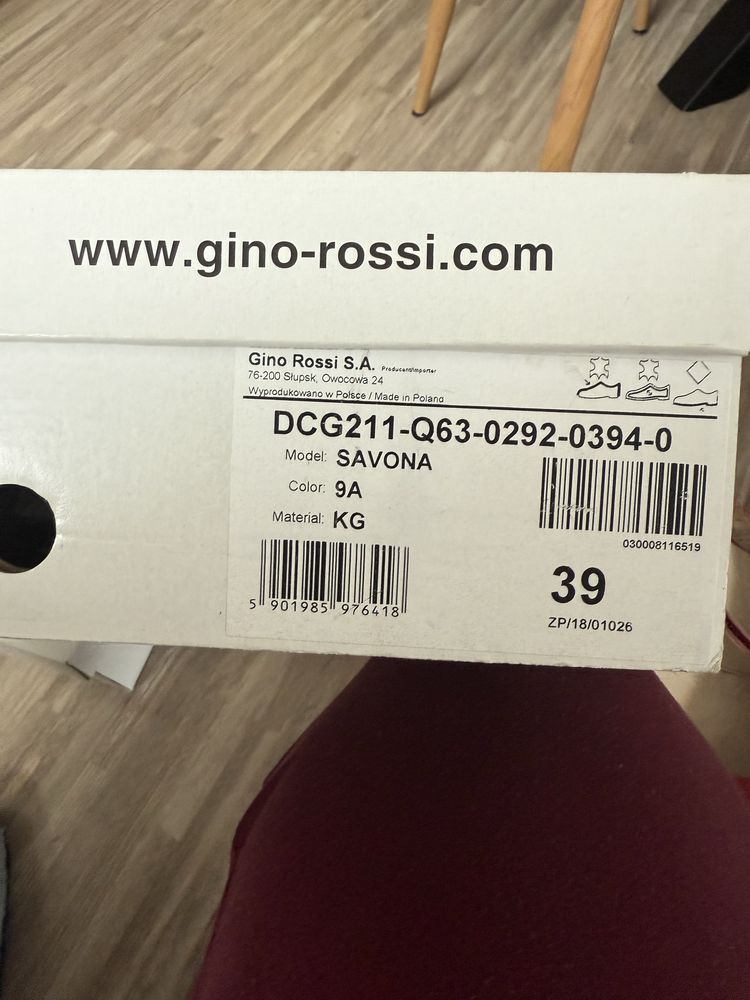 www.gino-rossi.com
Gino Rossi S.A. Producent/Importer
76-200 Słupsk, Owocowa 24
Wyprodukowano w Polsce / Made in Poland
DCG211-Q63-0292-0394-0
Model: SAVONA
Color: 9A
Material: KG
030008116519
5 901985 976418
39
ZP/18/01026